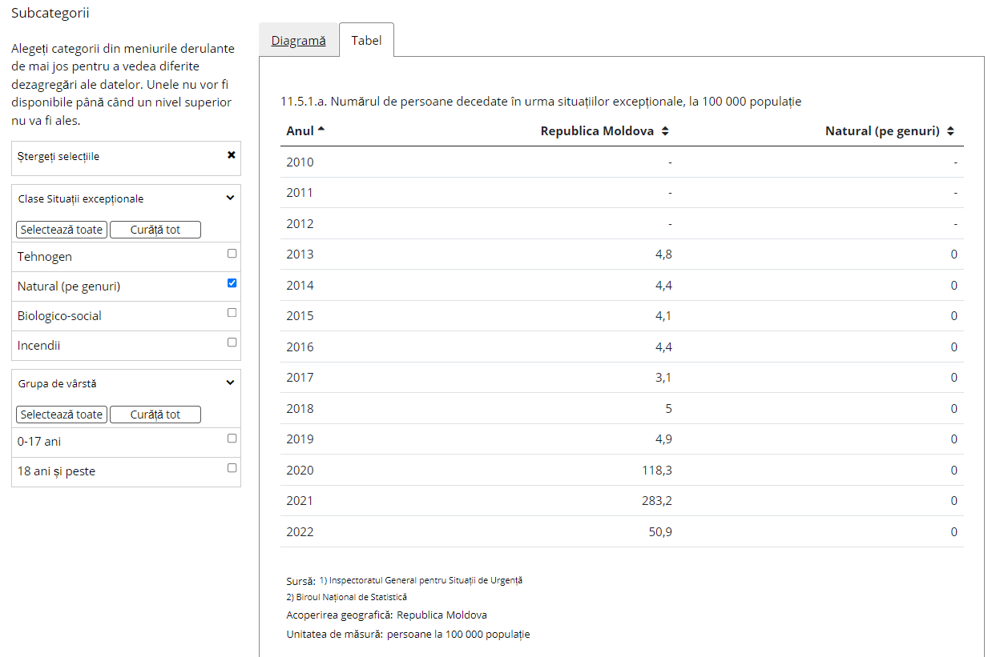 Subcategorii
Alegeți categorii din meniurile derulante
de mai jos pentru a vedea diferite
dezagregări ale datelor. Unele nu vor fi
disponibile până când un nivel superior
nu va fi ales.
Ștergeți selecțiile
Clase Situații excepționale
Selectează toate Curăță tot
Tehnogen
Natural (pe genuri)
Biologico-social
Incendii
Grupa de vârstă
Selectează toate Curăță tot
0-17 ani
18 ani și peste
Diagramă Tabel
11.5.1.a. Numărul de persoane decedate în urma situațiilor excepționale, la 100 000 populație
Anul Republica Moldova Natural (pe genuri)
2010 - -
2011 - -
2012 - -
2013 4,8 0
2014 4,4 0
2015 4,1 0
2016 4,4 0
2017 3,1 0
2018 5 0
2019 4,9 0
2020 118,3 0
2021 283,2 0
2022 50,9 0
Sursă: 1) Inspectoratul General pentru Situații de Urgență
2) Biroul Național de Statistică
Acoperirea geografică: Republica Moldova
Unitatea de măsură: persoane la 100 000 populație